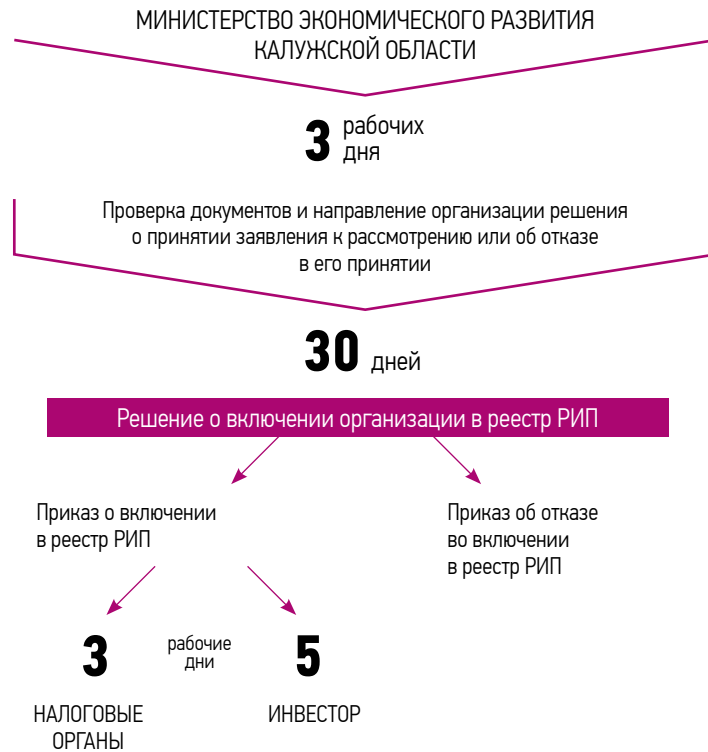 МИНИСТЕРСТВО ЭКОНОМИЧЕСКОГО РАЗВИТИЯ
КАЛУЖСКОЙ ОБЛАСТИ
3 рабочих
дня
Проверка документов и направление организации решения
о принятии заявления к рассмотрению или об отказе
в его принятии
30 дней
Решение о включении организации в реестр РИП
Приказ о включении
в реестр РИП
Приказ об отказе
во включении
в реестр РИП
3
рабочие
дни
5
НАЛОГОВЫЕ
ОРГАНЫ
ИНВЕСТОР